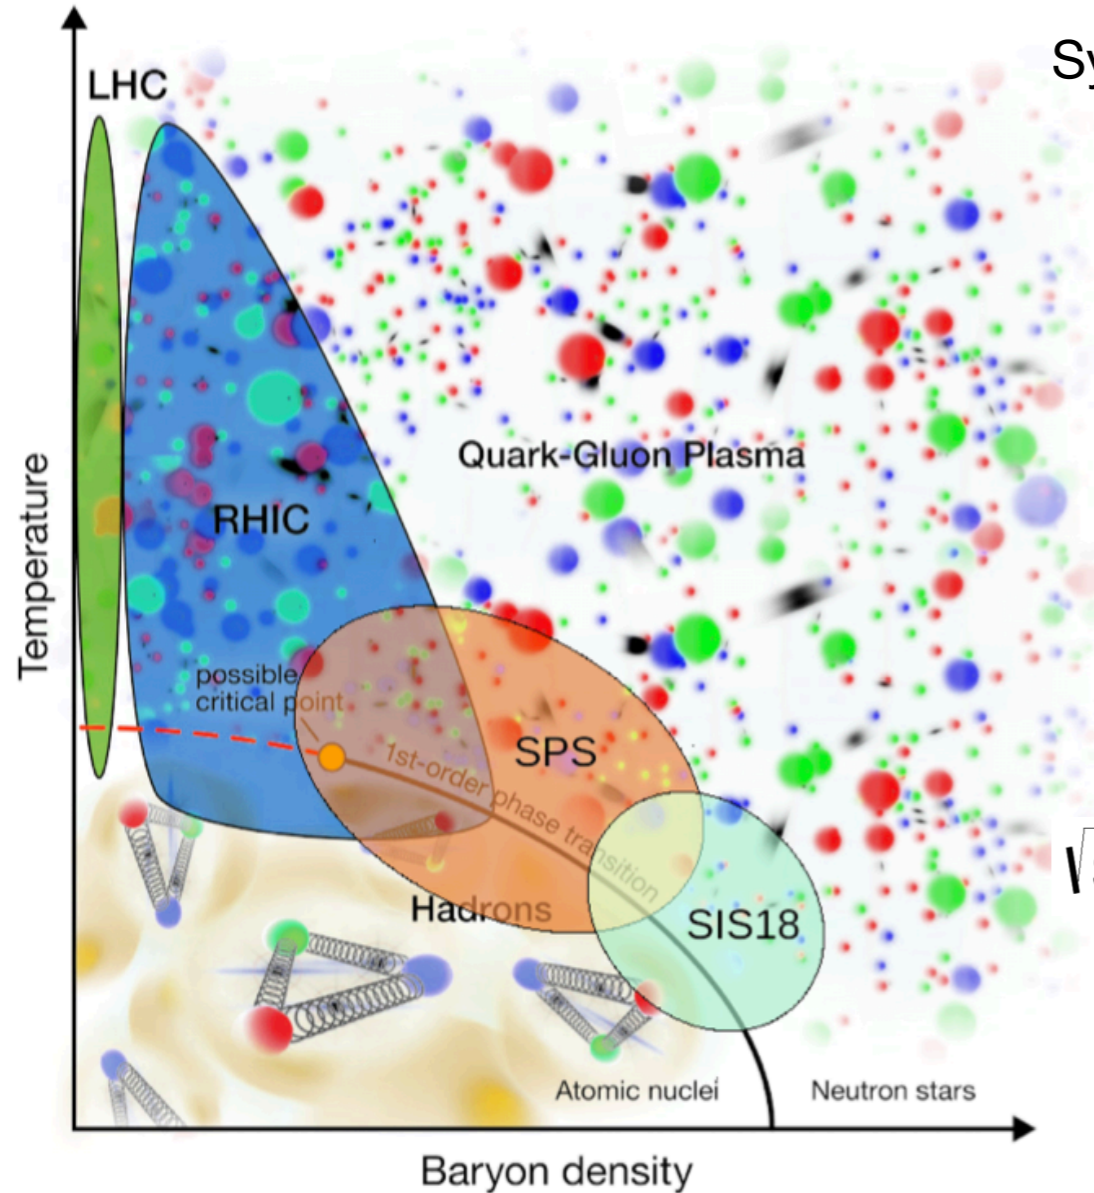 LHC
Sy
Quark-Gluon Plasma
RHIC
Temperature
possible
critical point
SPS
1st-order phase transition
Hadrons
SIS18
Atomic nuclei
Neutron stars
Baryon density